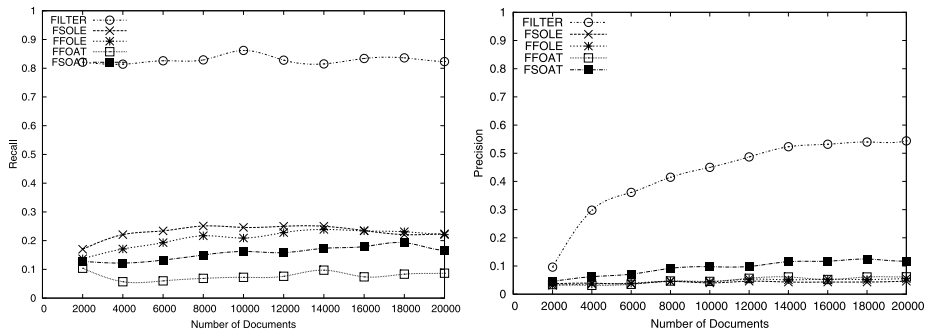 1
0.9
0.8
0.7
0.6
0.5
0.4
0.3
0.2
0.1
0
Recall
FILTER
FSOLE
FFOLE
FFOAT
FSOAT
0 2000 4000 6000 8000 10000 12000 14000 16000 18000 20000
Number of Documents
1
0.9
0.8
0.7
0.6
0.5
0.4
0.3
0.2
0.1
0
Precision
FILTER
FSOLE
FFOLE
FFOAT
FSOAT
0 2000 4000 6000 8000 10000 12000 14000 16000 18000 20000
Number of Documents